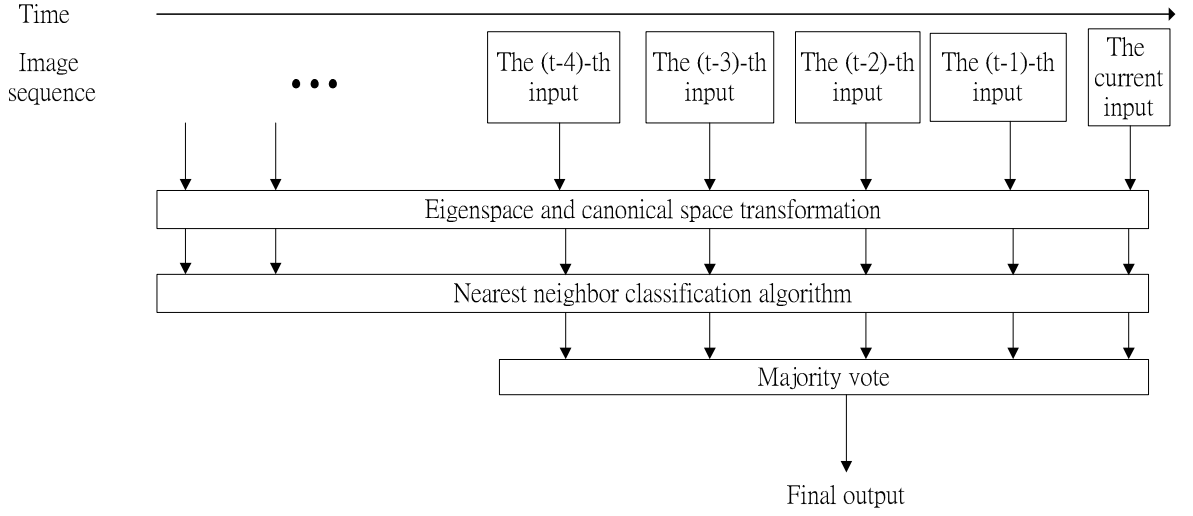 Time
Image
sequence
• • •
The (t-4)-th
input
The (t-3)-th
input
The (t-2)-th
input
The (t-1)-th
input
The
current
input
Eigenspace and canonical space transformation
Nearest neighbor classification algorithm
Majority vote
Final output